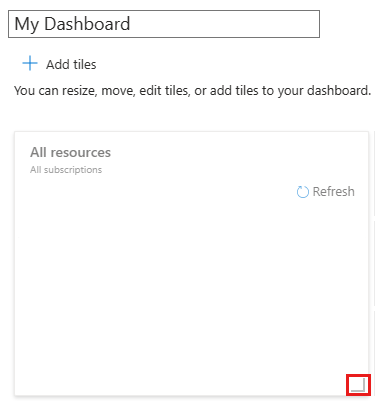 My Dashboard
Add tiles
You can resize, move, edit tiles, or add tiles to your dashboard.
All resources
All subscriptions
Refresh